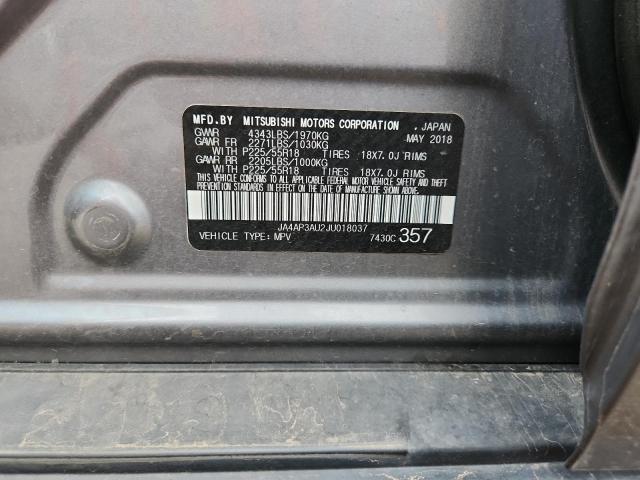 MFD.BY MITSUBISHI MOTORS CORPORATION , JAPAN
GVWR 4343LBS/1970KG MAY 2018
GAWR FR 2271LBS/1030KG
WITH P225/55R18 TIRES 18X7.0J RIMS
GAWR RR 2205LBS/1000KG
WITH P225/55R18 TIRES 18X7.0J RIMS
THIS VEHICLE CONFORMS TO ALL APPLICABLE FEDERAL MOTOR VEHICLE SAFETY AND THEFT
PREVENTION STANDARDS IN EFFECT ON THE DATE OF MANUFACTURE SHOWN ABOVE.
JA4AP3AU2JU018037
VEHICLE TYPE:MPV 7430C 357